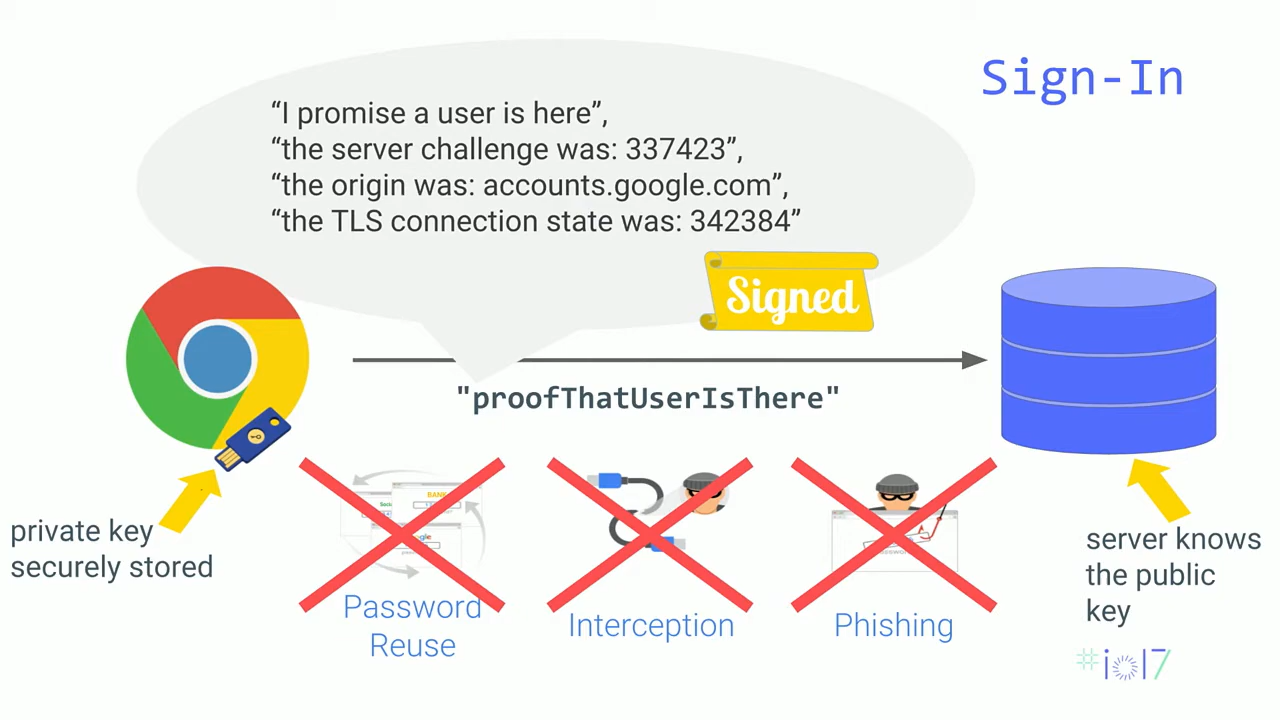 Sign-In
“I promise a user is here”,
“the server challenge was: 337423”,
“the origin was: accounts.google.com”,
“the TLS connection state was: 342384”
Signed
"proofThatUserIsThere"
private key
securely stored
BANK
Password
Reuse
Interception
Phishing
server knows
the public
key
#io17